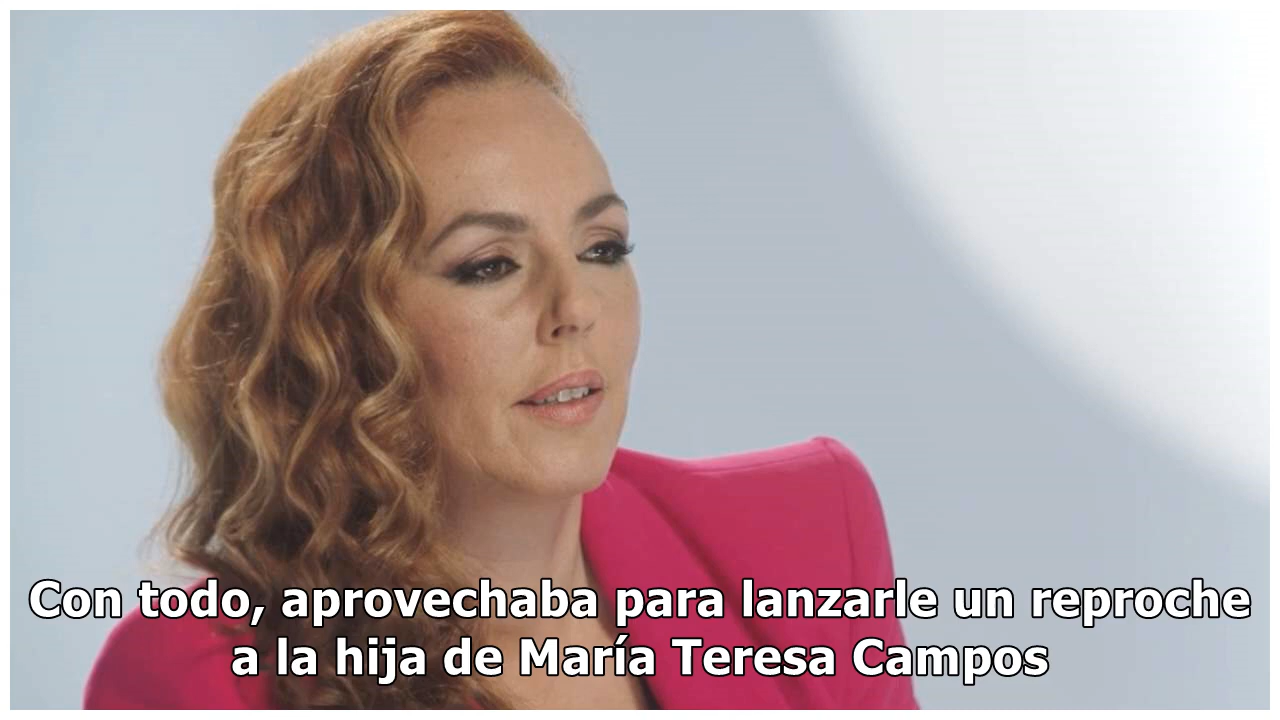 Con todo, aprovechaba para lanzarle un reproche
a la hija de María Teresa Campos